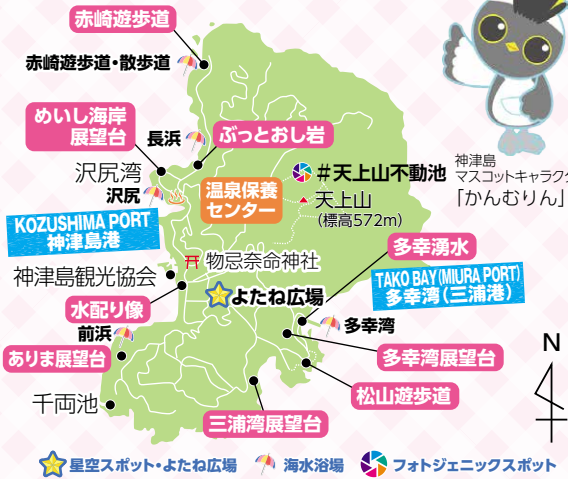 赤崎遊歩道
赤崎遊歩道・散歩道
めいし海岸
展望台
長浜
ぶっとおし岩
沢尻湾
沢尻
温泉保養
センター
#天上山不動池
天上山
(標高572m)
神津島
マスコットキャラク
「かんむりん」
KOZUSHIMA PORT
神津島港
物忌奈命神社
多幸湧水
TAKO BAY(MIURA PORT)
多幸湾(三浦港)
神津島観光協会
よたね広場
水配り像
前浜
多幸湾
ありま展望台
多幸湾展望台
松山遊歩道
千両池
三浦湾展望台
N
星空スポット・よたね広場
海水浴場
フォトジェニックスポット